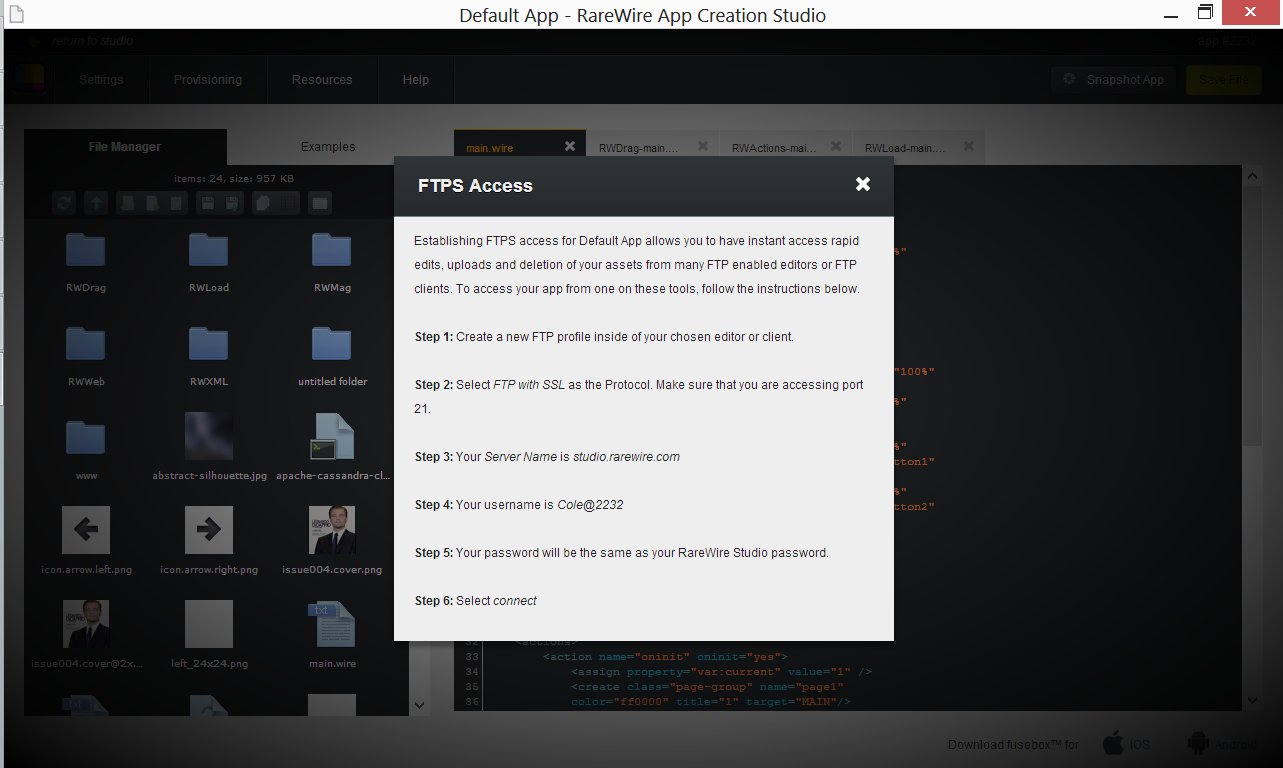 Default App - RareWire App Creation Studio
return to studio
app #2232
Settings
Provisioning
Resources
Help
Snapshot App
Save File
File Manager
Examples
main.wire
RWDrag-main....
RWActions-mai...
RWLoad-main....
items: 24, size: 957 KB
RWDrag
RWLoad
RWMag
RWWeb
RWXML
untitled folder
www
abstract-silhouette.jpg
apache-cassandra-cl...
icon.arrow.left.png
icon.arrow.right.png
issue004.cover.png
issue004.cover@2x...
left_24x24.png
txt
main.wire
txt
FTPS Access
Establishing FTPS access for Default App allows you to have instant access rapid
edits, uploads and deletion of your assets from many FTP enabled editors or FTP
clients. To access your app from one on these tools, follow the instructions below.
Step 1: Create a new FTP profile inside of your chosen editor or client.
Step 2: Select FTP with SSL as the Protocol. Make sure that you are accessing port
21.
Step 3: Your Server Name is studio.rarewire.com
Step 4: Your username is Cole@2232
Step 5: Your password will be the same as your RareWire Studio password.
Step 6: Select connect
%"
"100%"
%"
%"
tton1"
%"
tton2"
32 <actions>
33 <action name="oninit" oninit="yes">
34 <assign property="var:current" value="1" />
35 <create class="page-group" name="page1"
36 color="ff0000" title="1" target="MAIN"/>
Download fusebox™ for
iOS
Android